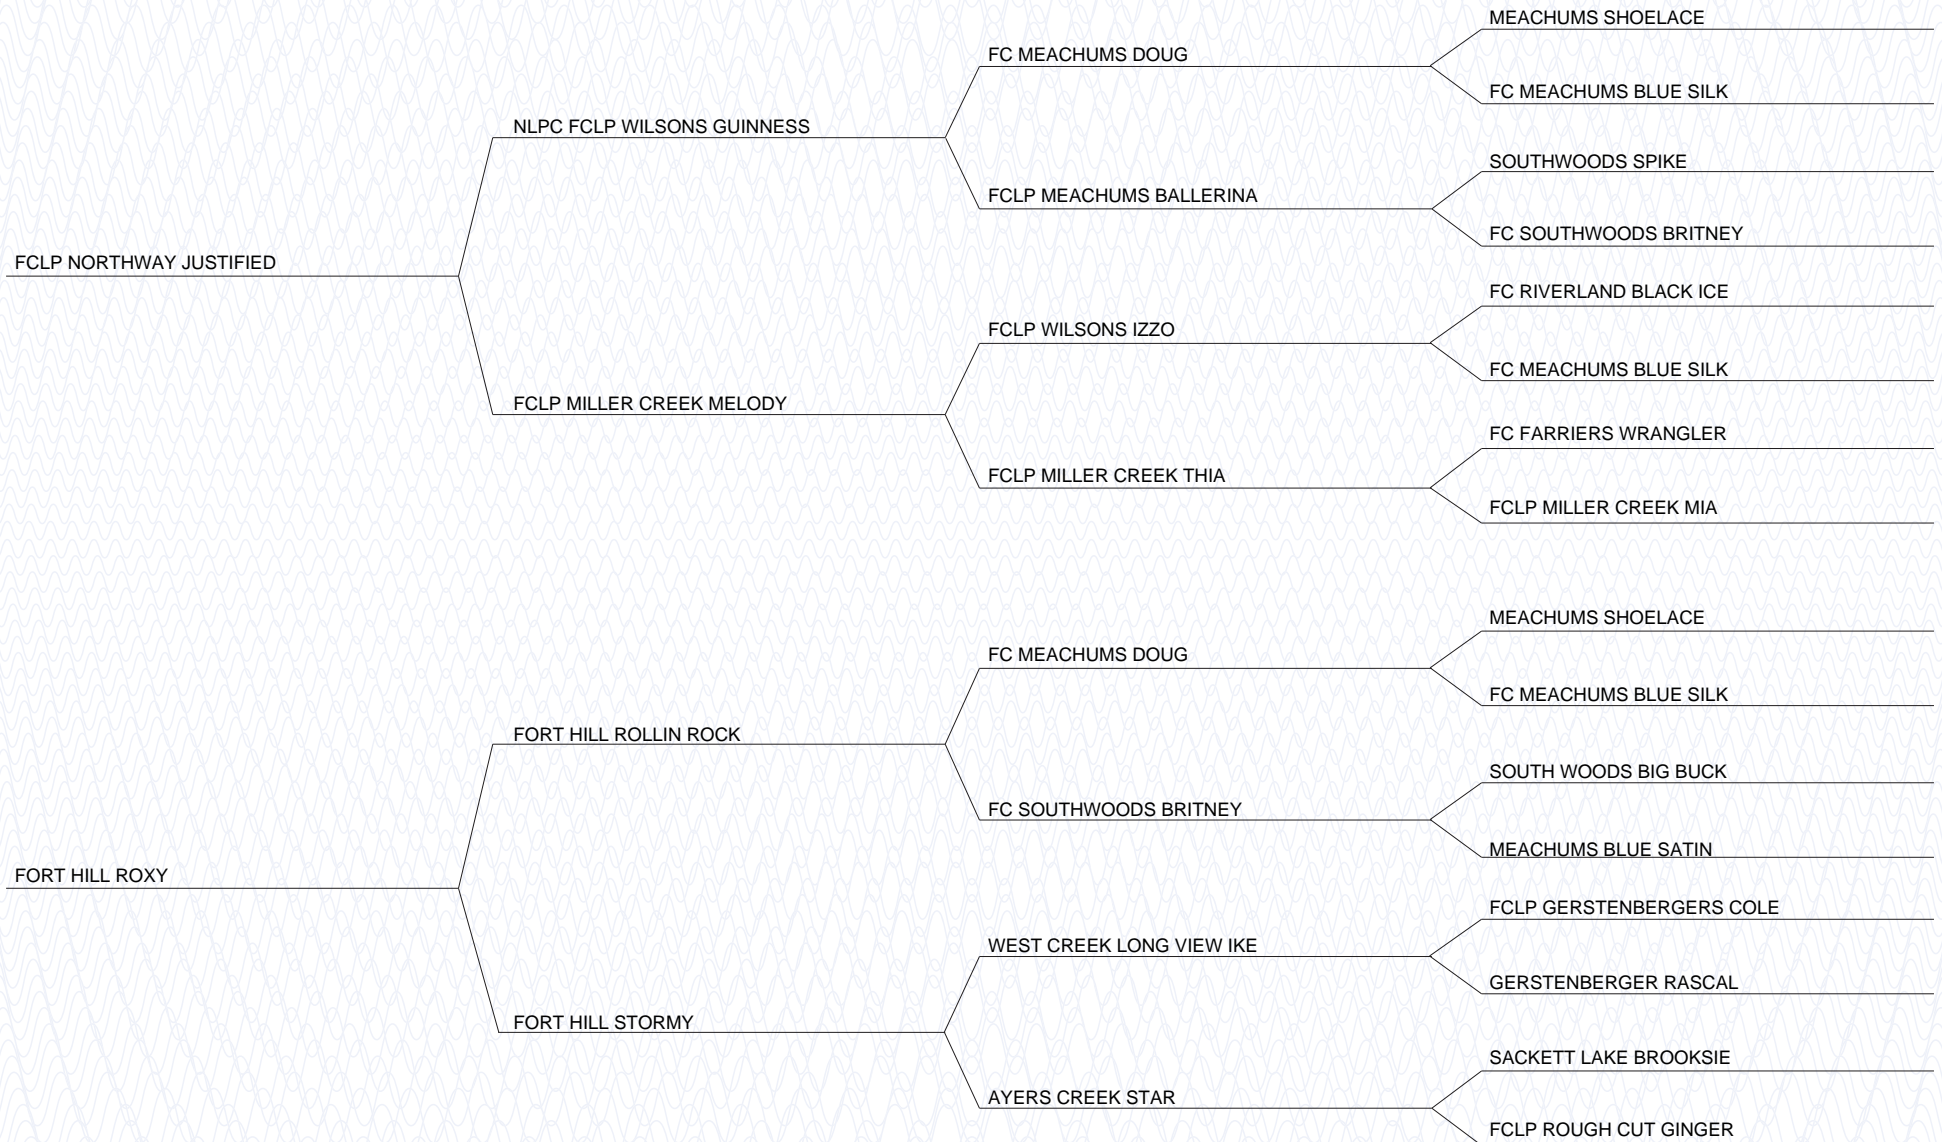 MEACHUMS SHOELACE
FC MEACHUMS DOUG
FC MEACHUMS BLUE SILK
NLPC FCLP WILSONS GUINNESS
SOUTHWOODS SPIKE
FCLP MEACHUMS BALLERINA
FC SOUTHWOODS BRITNEY
FCLP NORTHWAY JUSTIFIED
FC RIVERLAND BLACK ICE
FCLP WILSONS IZZO
FC MEACHUMS BLUE SILK
FCLP MILLER CREEK MELODY
FC FARRIERS WRANGLER
FCLP MILLER CREEK THIA
FCLP MILLER CREEK MIA
MEACHUMS SHOELACE
FC MEACHUMS DOUG
FC MEACHUMS BLUE SILK
FORT HILL ROLLIN ROCK
SOUTH WOODS BIG BUCK
FC SOUTHWOODS BRITNEY
MEACHUMS BLUE SATIN
FORT HILL ROXY
FCLP GERSTENBERGERS COLE
WEST CREEK LONG VIEW IKE
GERSTENBERGER RASCAL
FORT HILL STORMY
SACKETT LAKE BROOKSIE
AYERS CREEK STAR
FCLP ROUGH CUT GINGER